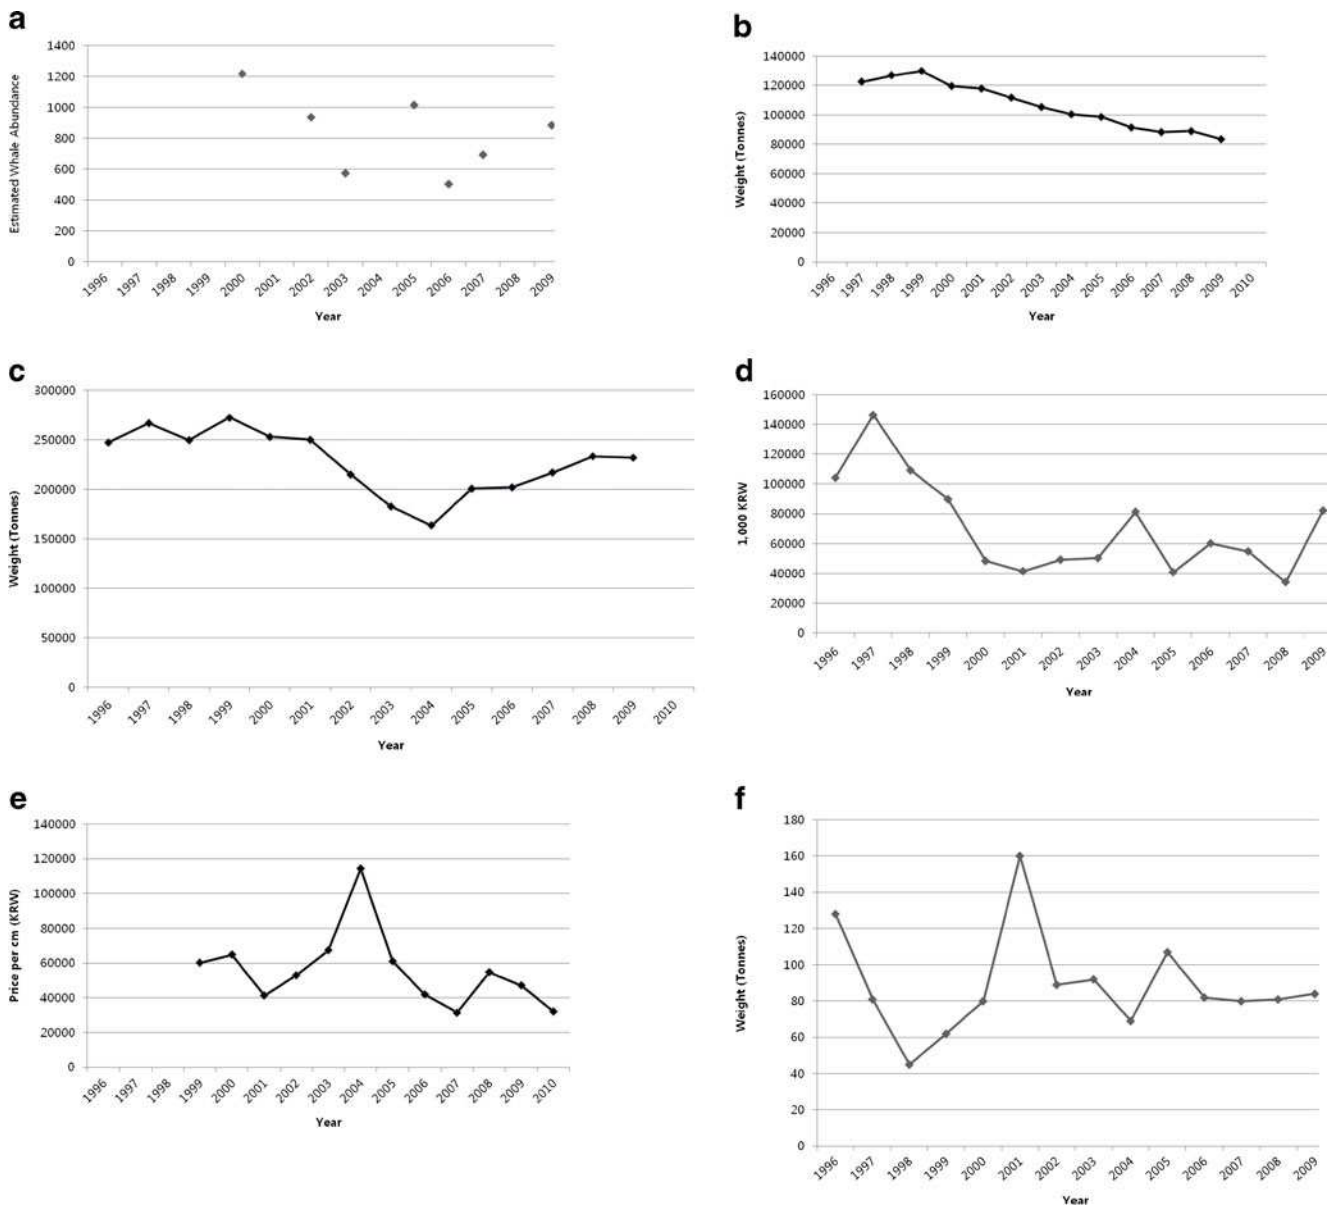 a
1400
1200
1000
800
600
400
200
0
Estimated Whale Abundance
1996 1997 1998 1999 2000 2001 2002 2003 2004 2005 2006 2007 2008 2009
Year
b
140000
120000
100000
80000
60000
40000
20000
0
Weight (Tonnes)
1996 1997 1998 1999 2000 2001 2002 2003 2004 2005 2006 2007 2008 2009 2010
Year
c
300000
250000
200000
150000
100000
50000
0
Weight (Tonnes)
1996 1997 1998 1999 2000 2001 2002 2003 2004 2005 2006 2007 2008 2009 2010
Year
d
160000
140000
120000
100000
80000
60000
40000
20000
0
1,000 KRW
1996 1997 1998 1999 2000 2001 2002 2003 2004 2005 2006 2007 2008 2009
Year
e
140000
120000
100000
80000
60000
40000
20000
0
Price per cm (KRW)
1996 1997 1998 1999 2000 2001 2002 2003 2004 2005 2006 2007 2008 2009 2010
Year
f
180
160
140
120
100
80
60
40
20
0
Weight (Tonnes)
1996 1997 1998 1999 2000 2001 2002 2003 2004 2005 2006 2007 2008 2009
Year